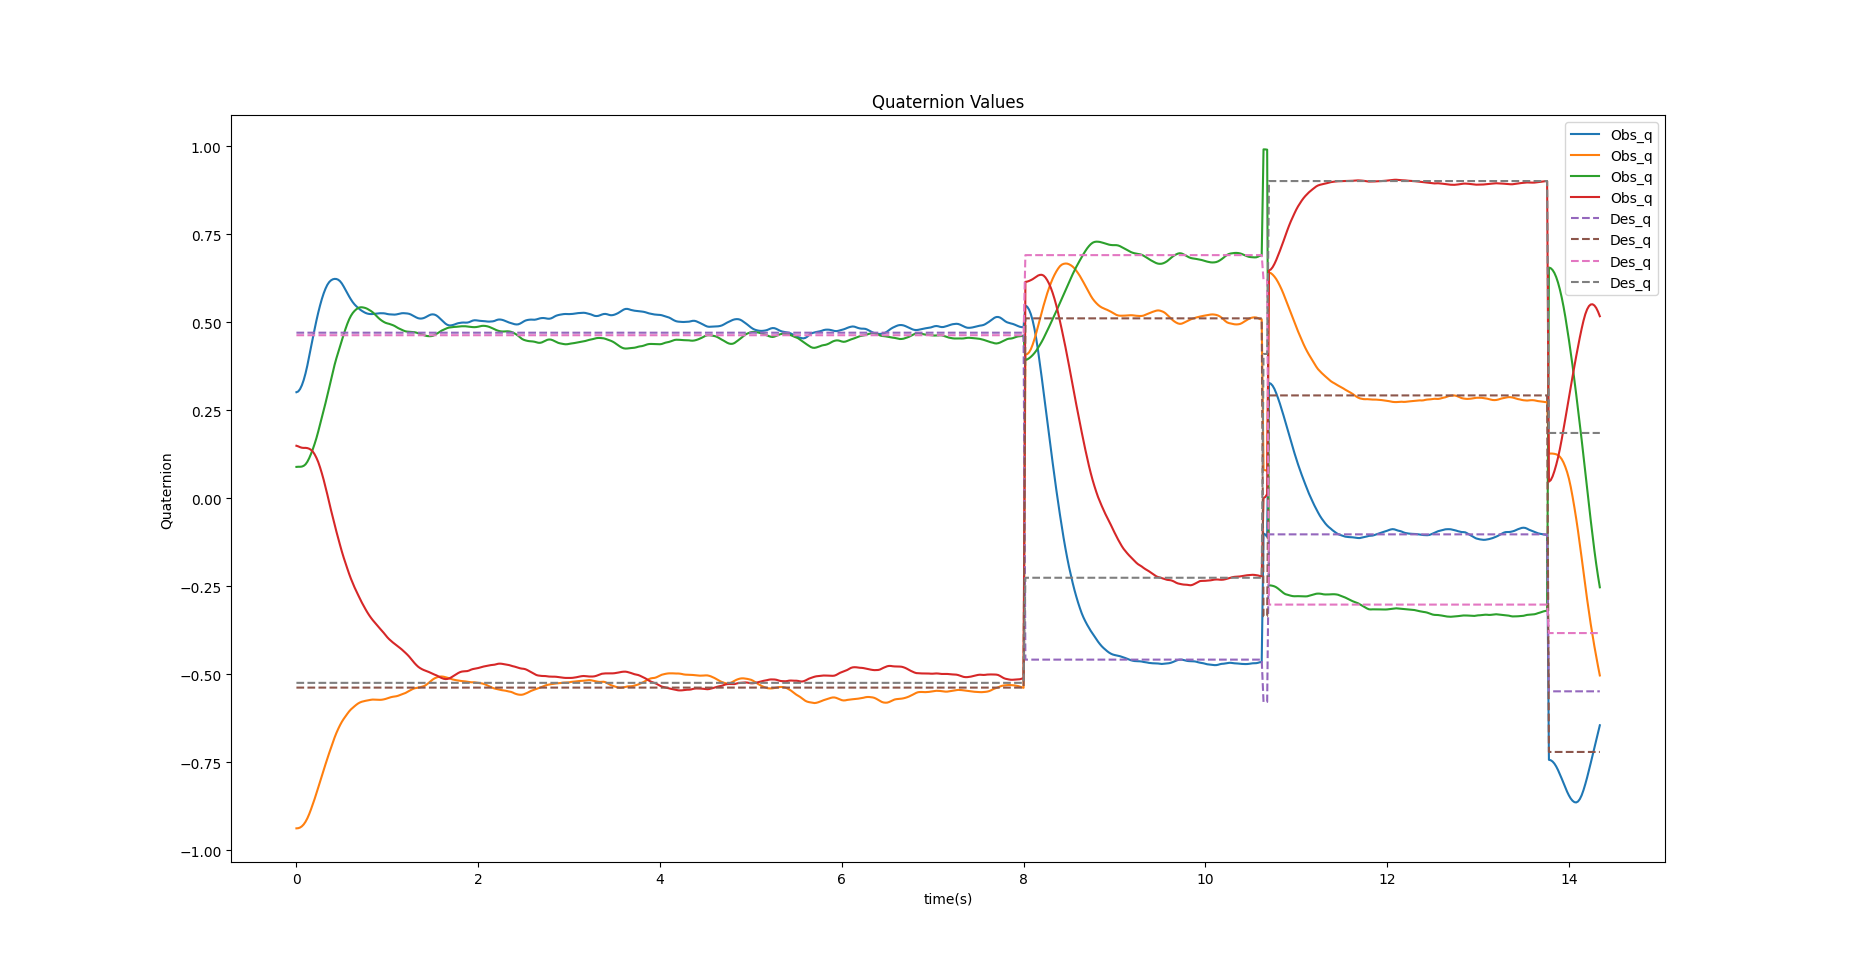 Quaternion Values
1.00
0.75
0.50
0.25
0.00
−0.25
−0.50
−0.75
−1.00
Quaternion
0 2 4 6 8 10 12 14
time(s)
Obs_q
Obs_q
Obs_q
Obs_q
Des_q
Des_q
Des_q
Des_q